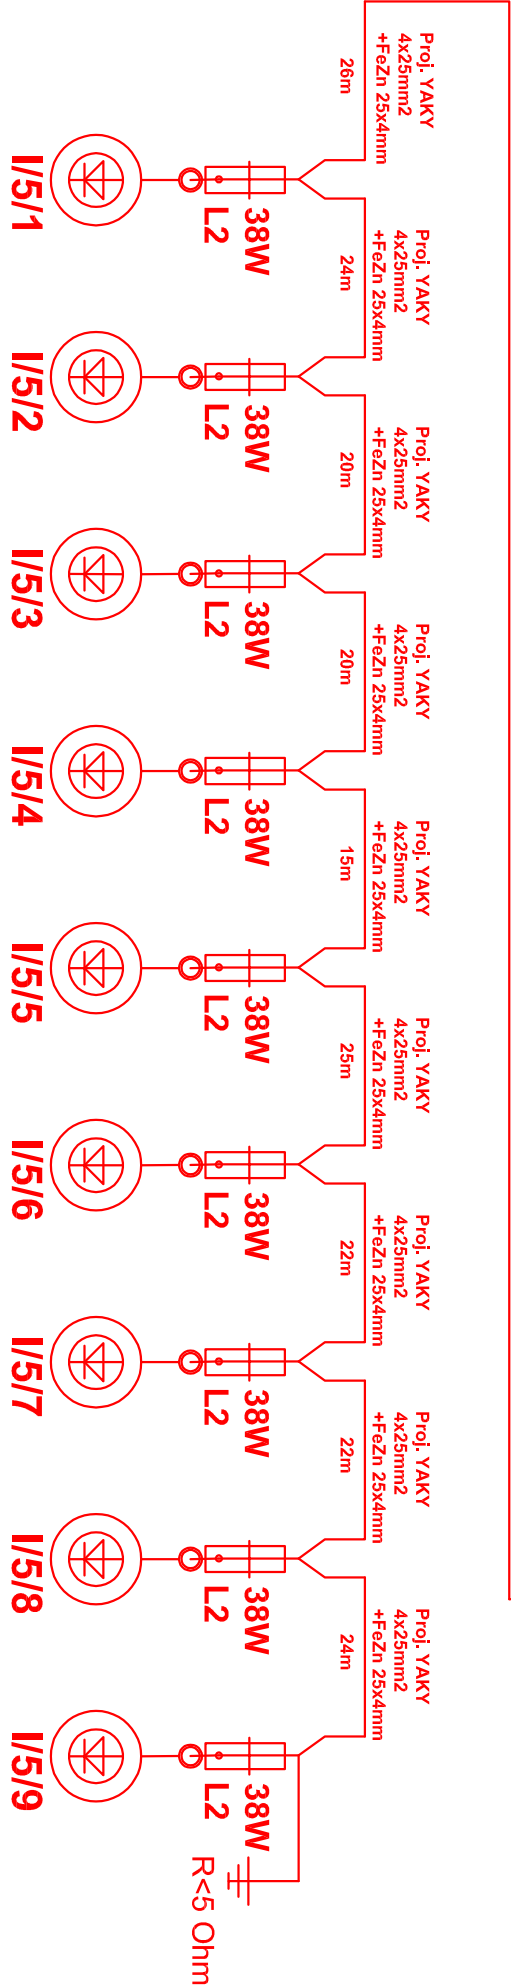 Proj. YAKY
4x25mm2
+FeZn 25x4mm
26m
38W
L2
I/5/1
Proj. YAKY
4x25mm2
+FeZn 25x4mm
24m
38W
L2
I/5/2
Proj. YAKY
4x25mm2
+FeZn 25x4mm
20m
38W
L2
I/5/3
Proj. YAKY
4x25mm2
+FeZn 25x4mm
20m
38W
L2
I/5/4
Proj. YAKY
4x25mm2
+FeZn 25x4mm
15m
38W
L2
I/5/5
Proj. YAKY
4x25mm2
+FeZn 25x4mm
25m
38W
L2
I/5/6
Proj. YAKY
4x25mm2
+FeZn 25x4mm
22m
38W
L2
I/5/7
Proj. YAKY
4x25mm2
+FeZn 25x4mm
22m
38W
L2
I/5/8
Proj. YAKY
4x25mm2
+FeZn 25x4mm
24m
38W
L2
I/5/9
R<5 Ohm